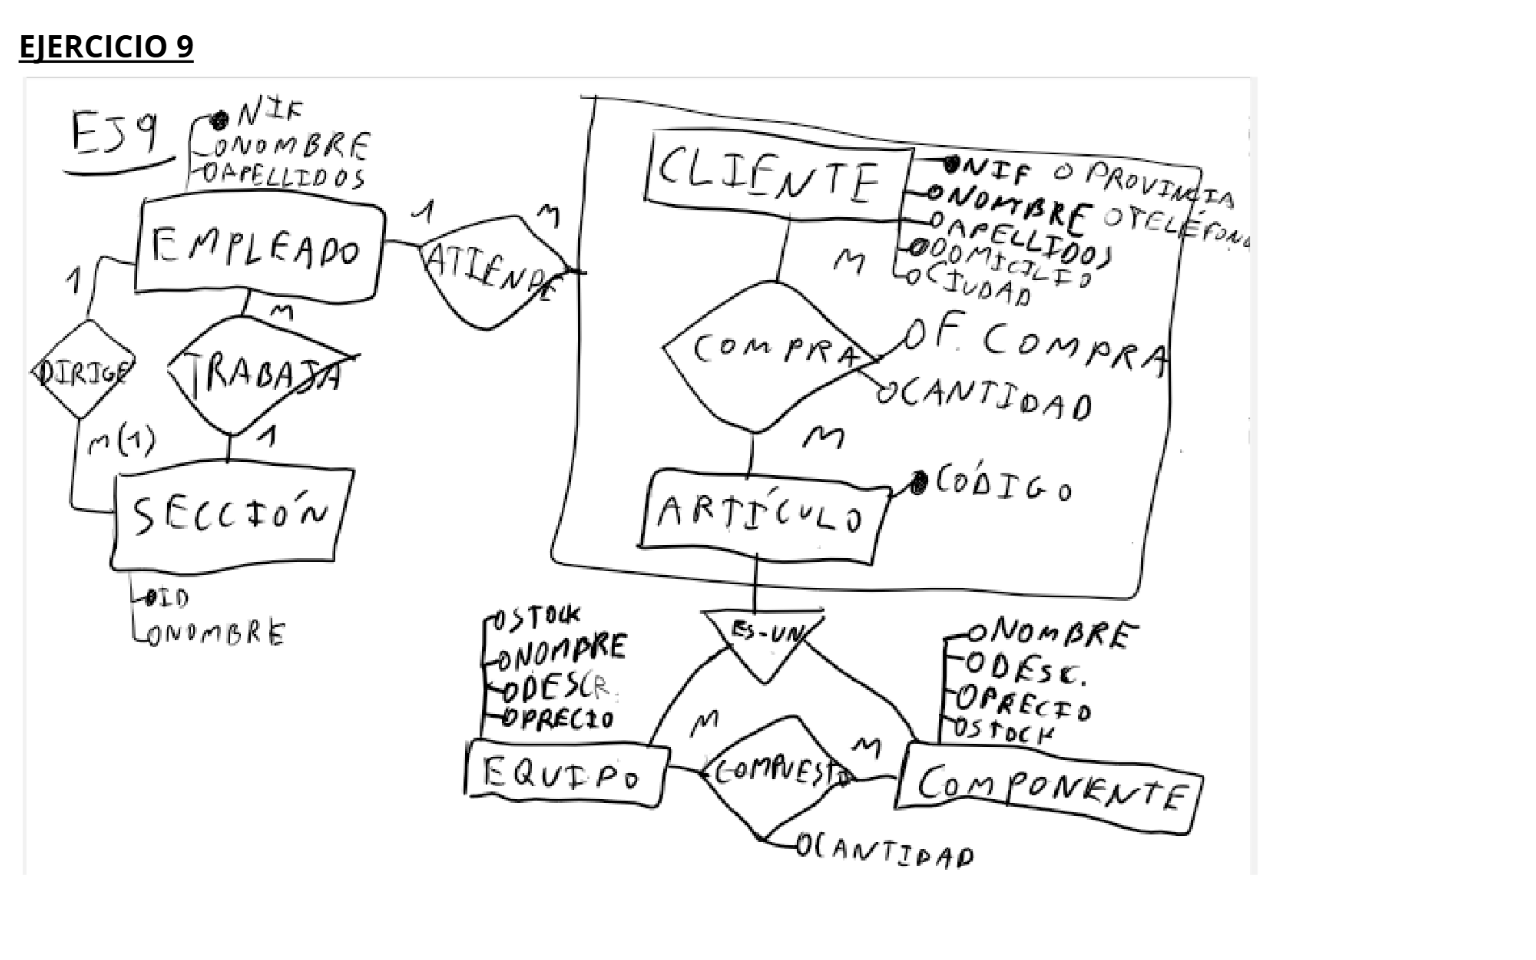 EJERCICIO 9
EJ9
NIF
NOMBRE
APELLIDOS
EMPLEADO
1
M
ATIENDE
1
DIRIGE
M(1)
M
TRABAJA
1
SECCIÓN
ID
NOMBRE
CLIENTE
NIF
PROVINCIA
NOMBRE
TELÉFONO
APELLIDOS
DOMICILIO
CIUDAD
M
COMPRA
F. COMPRA
CANTIDAD
M
ARTÍCULO
CÓDIGO
ES-UN
STOCK
NOMBRE
DESCR.
PRECIO
EQUIPO
M
COMPUESTO
M
CANTIDAD
NOMBRE
DESC.
PRECIO
STOCK
COMPONENTE